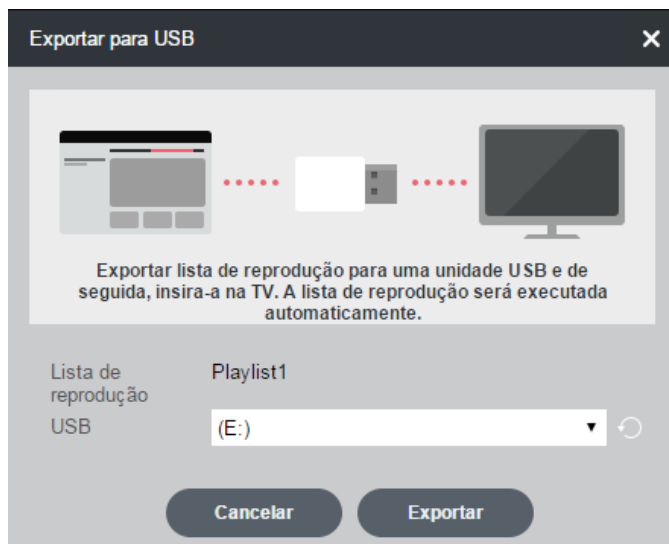 Exportar para USB
Exportar lista de reprodução para uma unidade USB e de
seguida, insira-a na TV. A lista de reprodução será executada
automaticamente.
Lista de
reprodução
Playlist1
USB
(E:)
Cancelar
Exportar